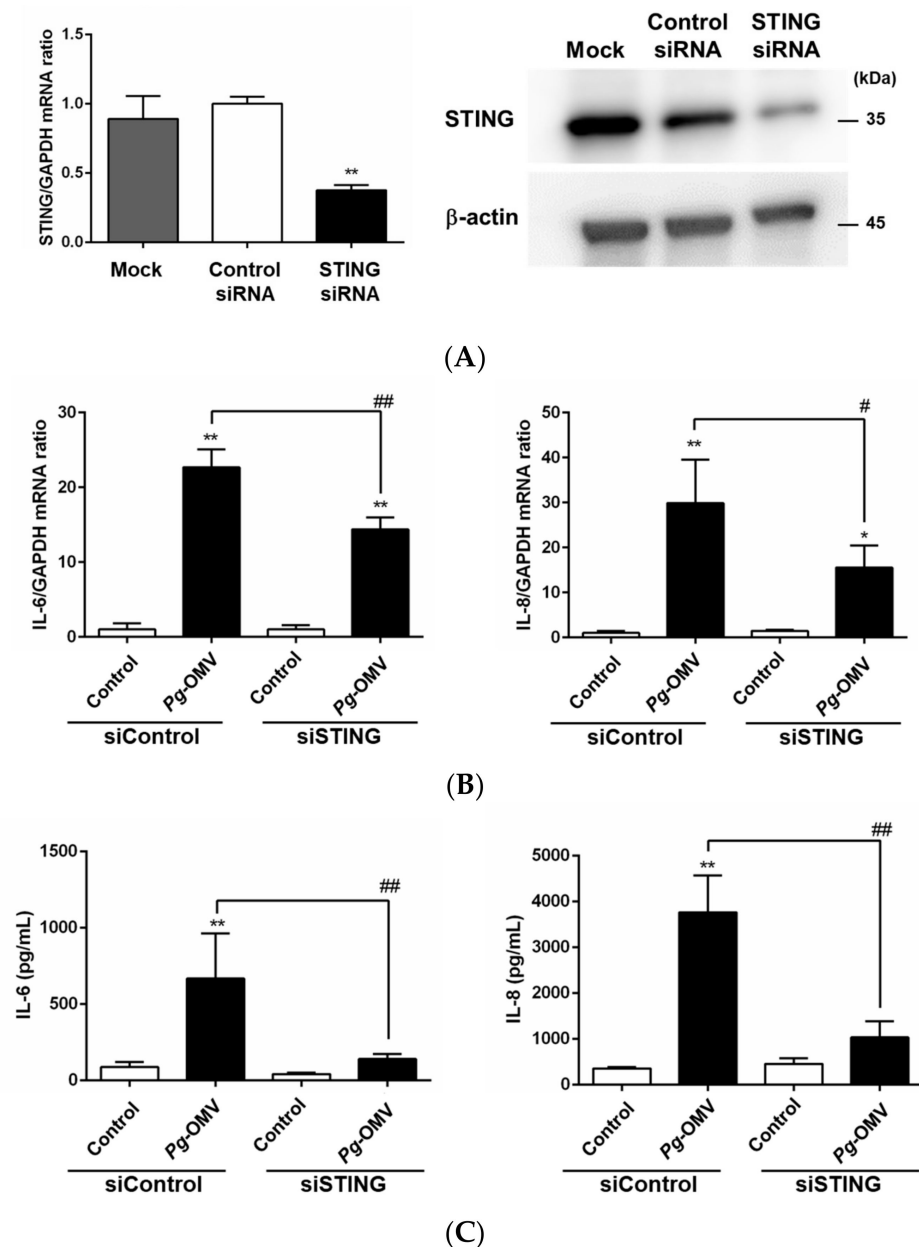 STING/GAPDH mRNA ratio
1.5
1.0
0.5
0.0
**
Mock
Control
siRNA
STING
siRNA
Mock
Control
siRNA
STING
siRNA
(kDa)
STING
35
β-actin
45
(A)
IL-6/GAPDH mRNA ratio
30
20
10
0
**
**
##
Control
Pg-OMV
Control
Pg-OMV
siControl
siSTING
IL-8/GAPDH mRNA ratio
50
40
30
20
10
0
**
*
#
Control
Pg-OMV
Control
Pg-OMV
siControl
siSTING
(B)
IL-6 (pg/mL)
1500
1000
500
0
**
##
Control
Pg-OMV
Control
Pg-OMV
siControl
siSTING
IL-8 (pg/mL)
5000
4000
3000
2000
1000
0
**
##
Control
Pg-OMV
Control
Pg-OMV
siControl
siSTING
(C)